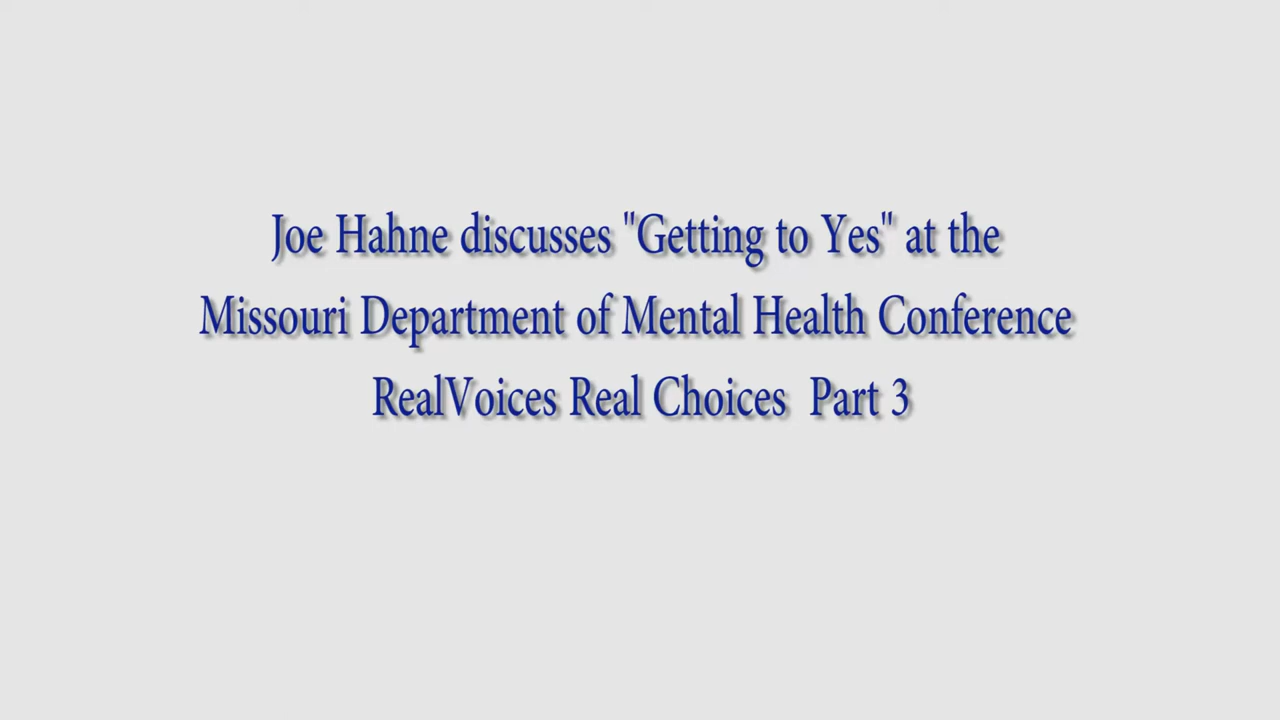 Joe Hahne discusses "Getting to Yes" at the
Missouri Department of Mental Health Conference
RealVoices Real Choices  Part 3